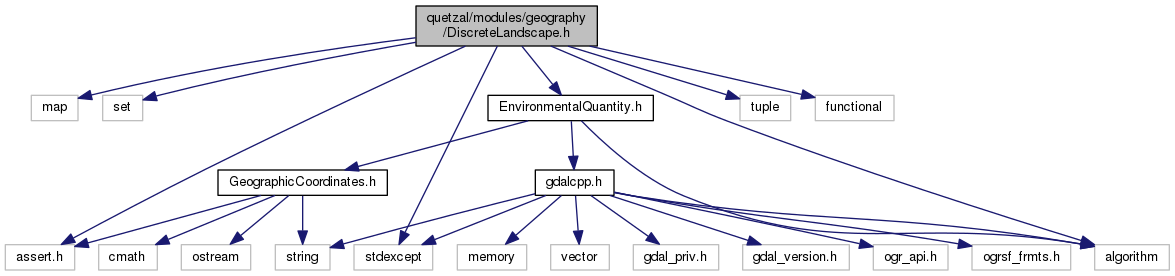 quetzal/modules/geography
/DiscreteLandscape.h
map
set
EnvironmentalQuantity.h
tuple
functional
GeographicCoordinates.h
gdalcpp.h
assert.h
cmath
ostream
string
stdexcept
memory
vector
gdal_priv.h
gdal_version.h
ogr_api.h
ogrsf_frmts.h
algorithm